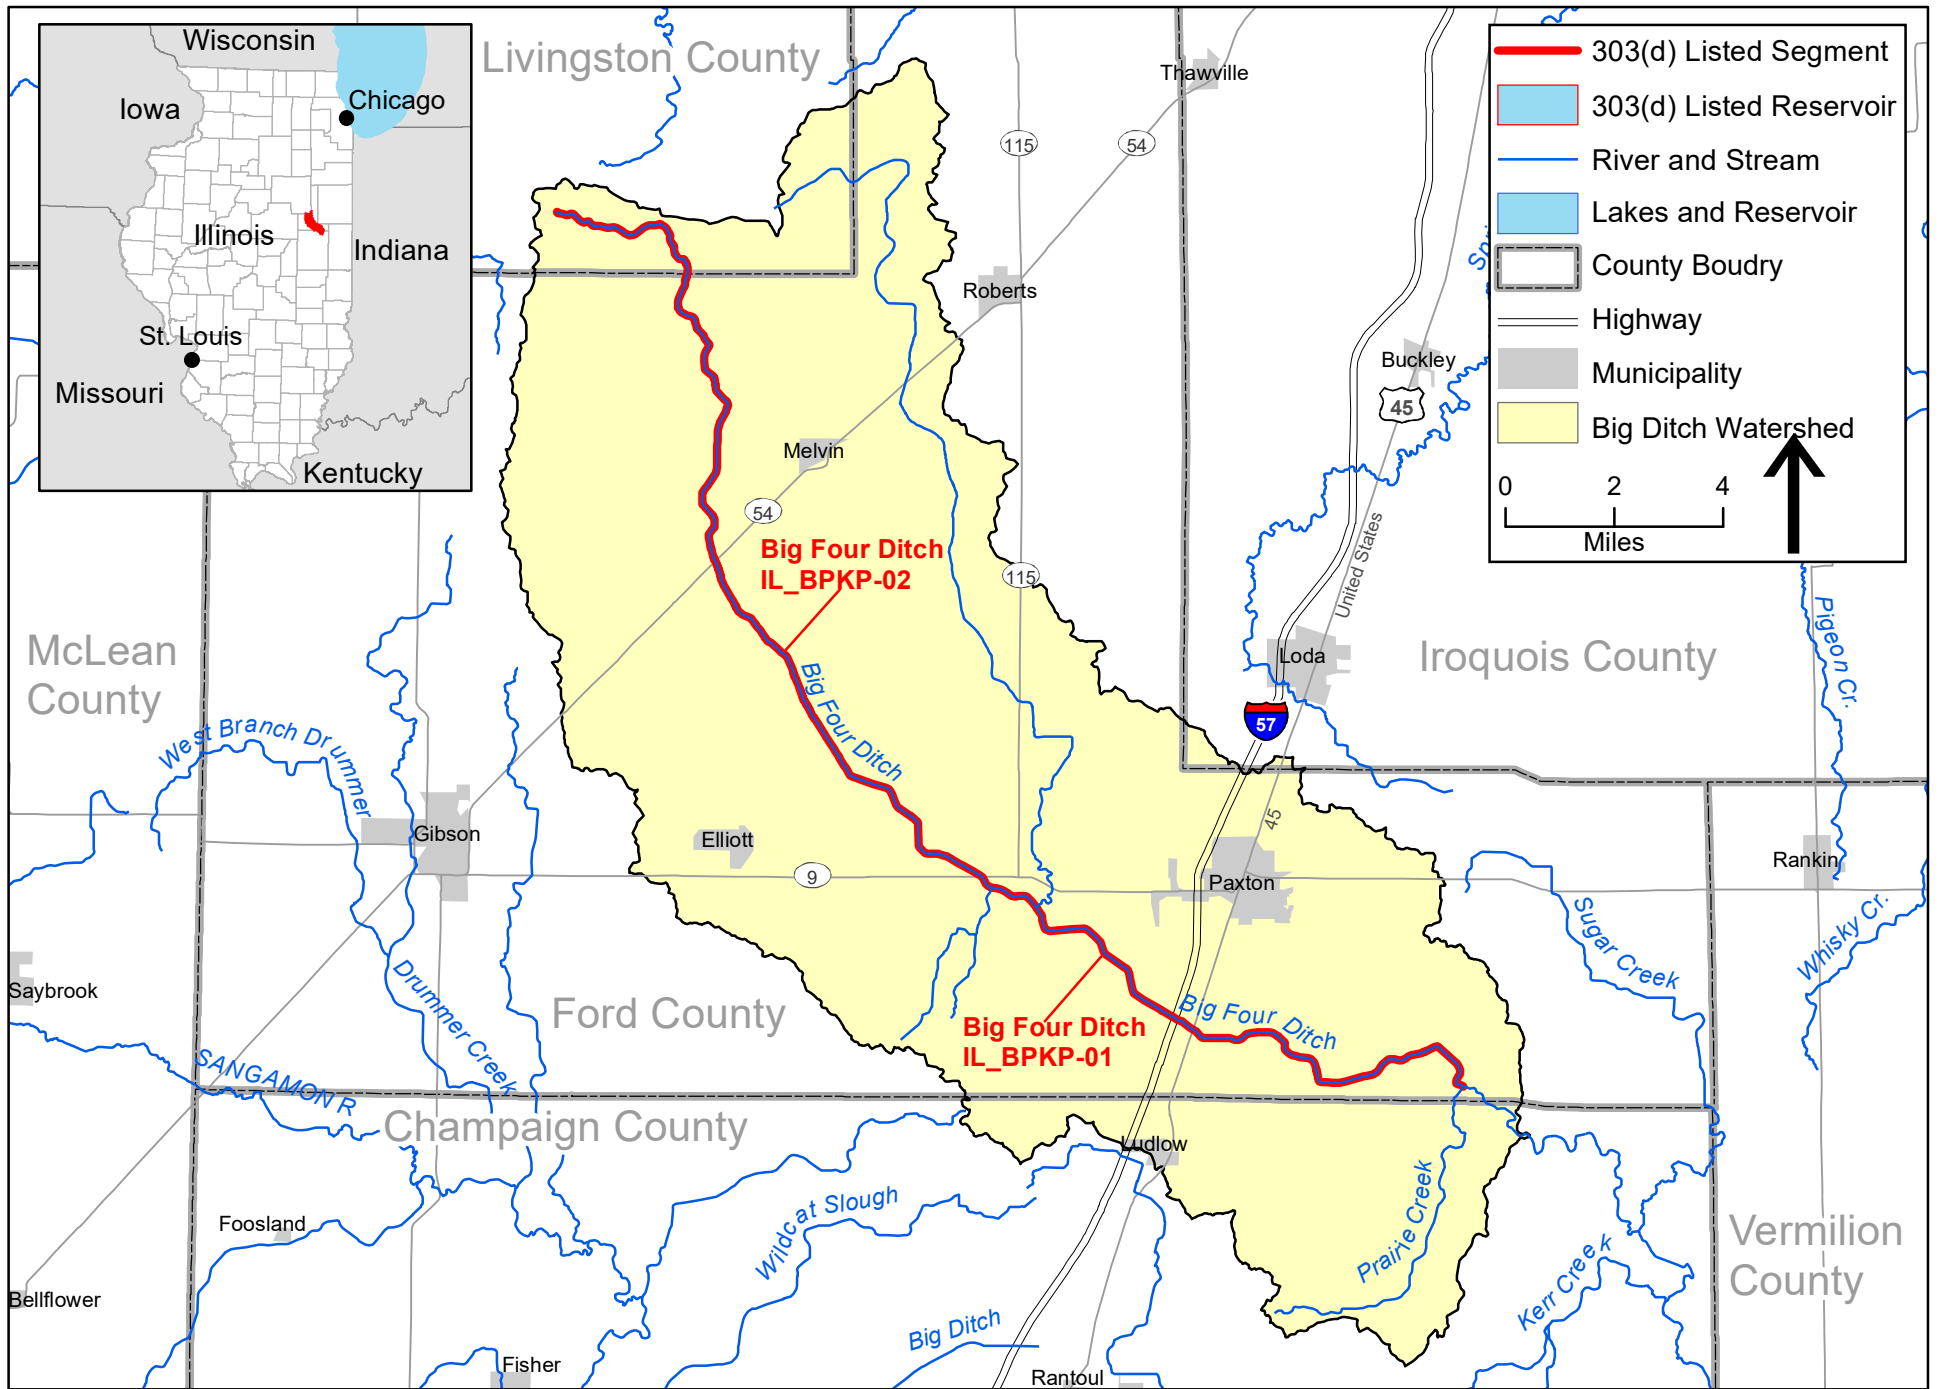 Wisconsin
Iowa
Chicago
Illinois
Indiana
St. Louis
Missouri
Kentucky
Livingston County
Thawville
115
54
Roberts
Buckley
45
Spri
303(d) Listed Segment
303(d) Listed Reservoir
River and Stream
Lakes and Reservoir
County Boudry
Highway
Municipality
Big Ditch Watershed
0 2 4
Miles
Melvin
54
Big Four Ditch
IL_BPKP-02
115
United States
Loda
57
Iroquois County
Pigeon Cr.
McLean
County
West Branch Drummer
Big Four Ditch
Gibson
Elliott
9
45
Paxton
Rankin
Sugar Creek
Whisky Cr.
Saybrook
Drummer Creek
Ford County
Big Four Ditch
IL_BPKP-01
Big Four Ditch
SANGAMON R
Champaign County
Ludlow
Prairie Creek
Wildcat Slough
Foosland
Bellflower
Big Ditch
Kerr Creek
Vermilion
County
Fisher
Rantoul